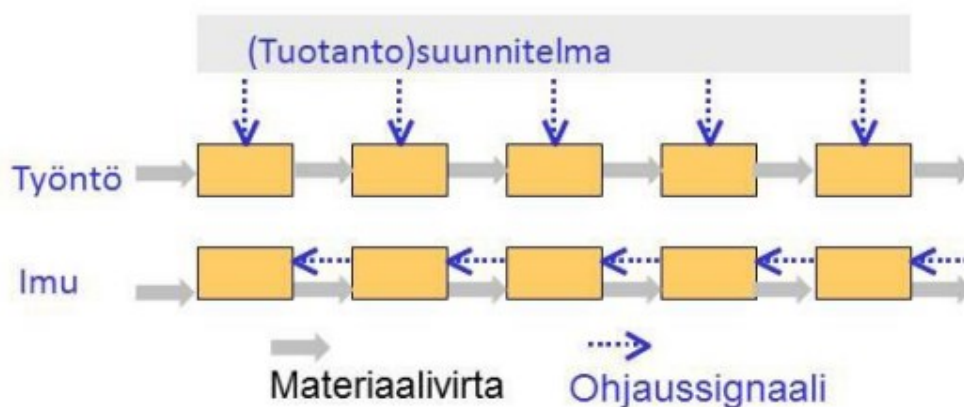 (Tuotanto)suunnitelma
Työntö
Imu
Materiaalivirta
Ohjaussignaali